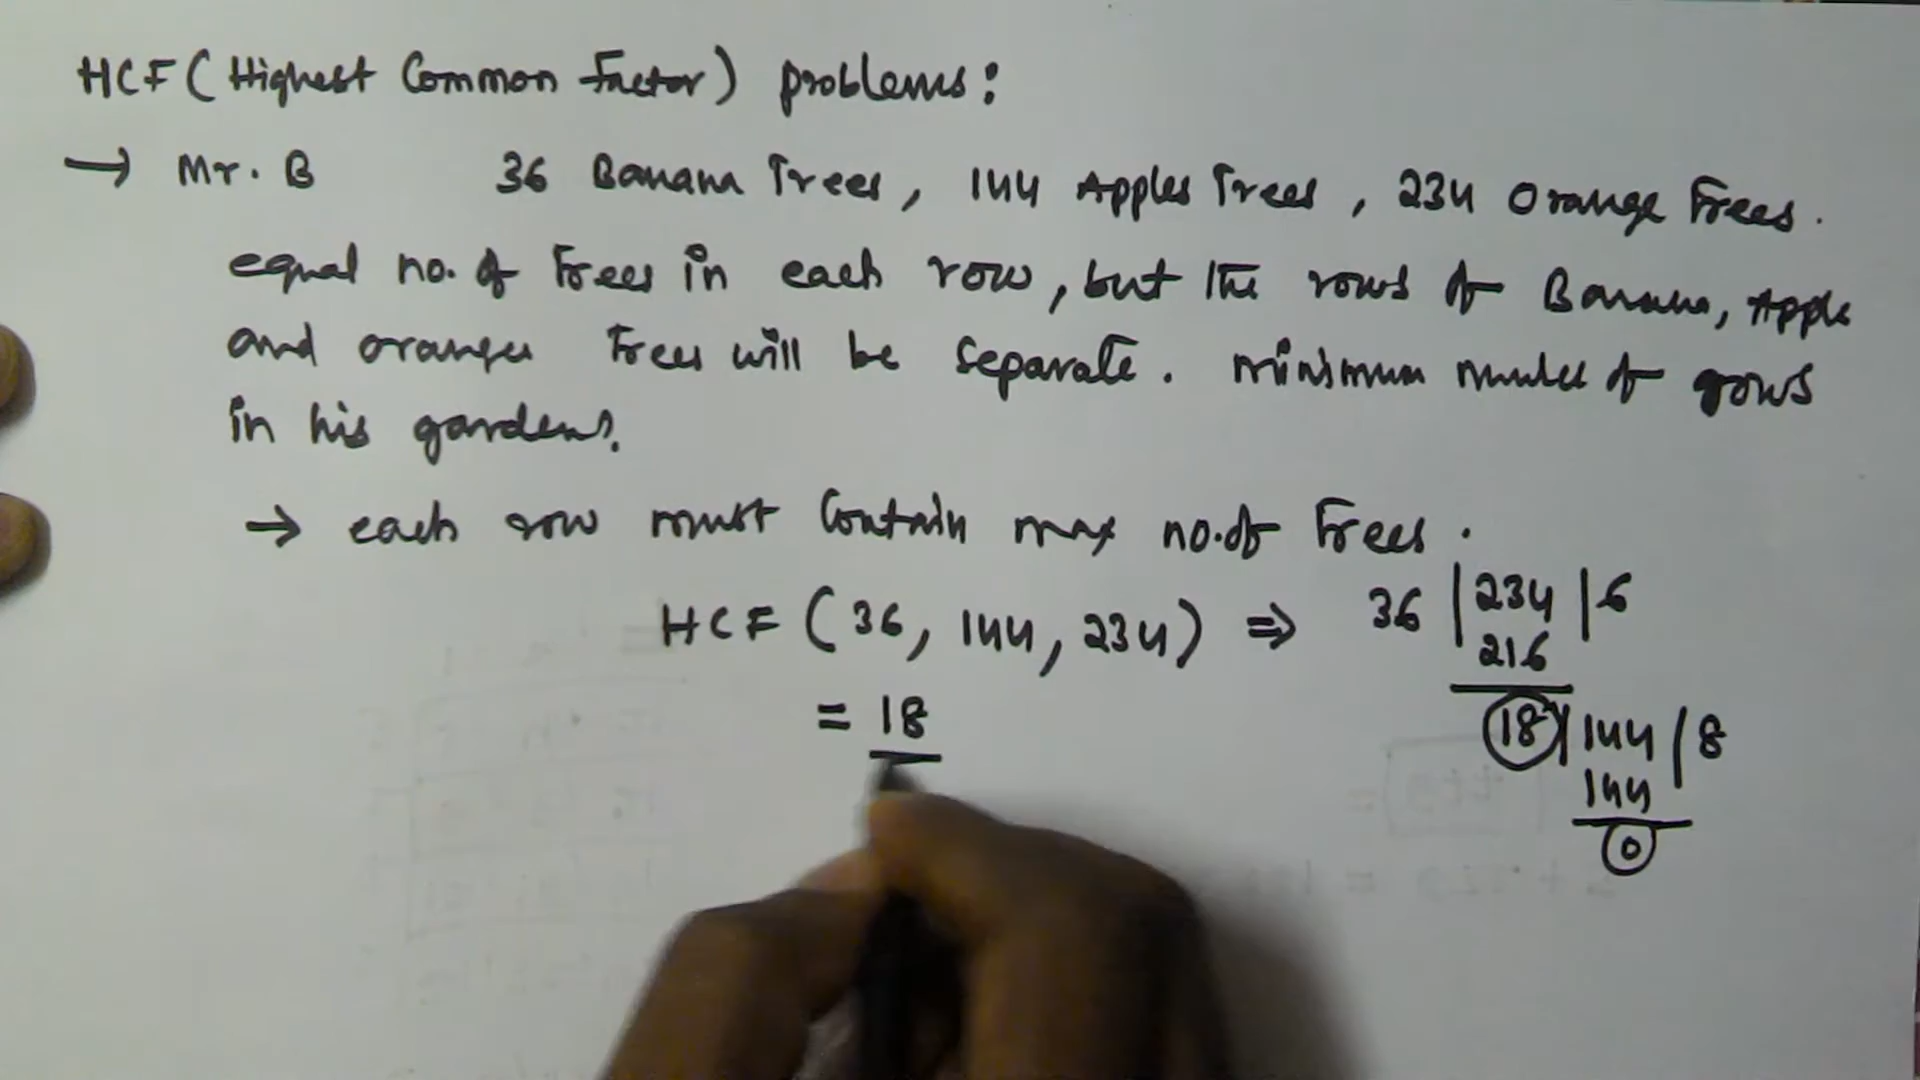 HCF (Highest Common Factor) problems:
→ Mr. B 36 Banana Trees, 144 Apples Trees, 234 Orange Trees.
equal no. of Trees in each row, but the rows of Banana, Apple
and oranges Trees will be separate. minimum number of rows
in his garden?
→ each row must contain max no. of Trees.
HCF (36, 144, 234) ⇒ 36 | 234 | 6
216
= 18
18 | 144 | 8
144
0